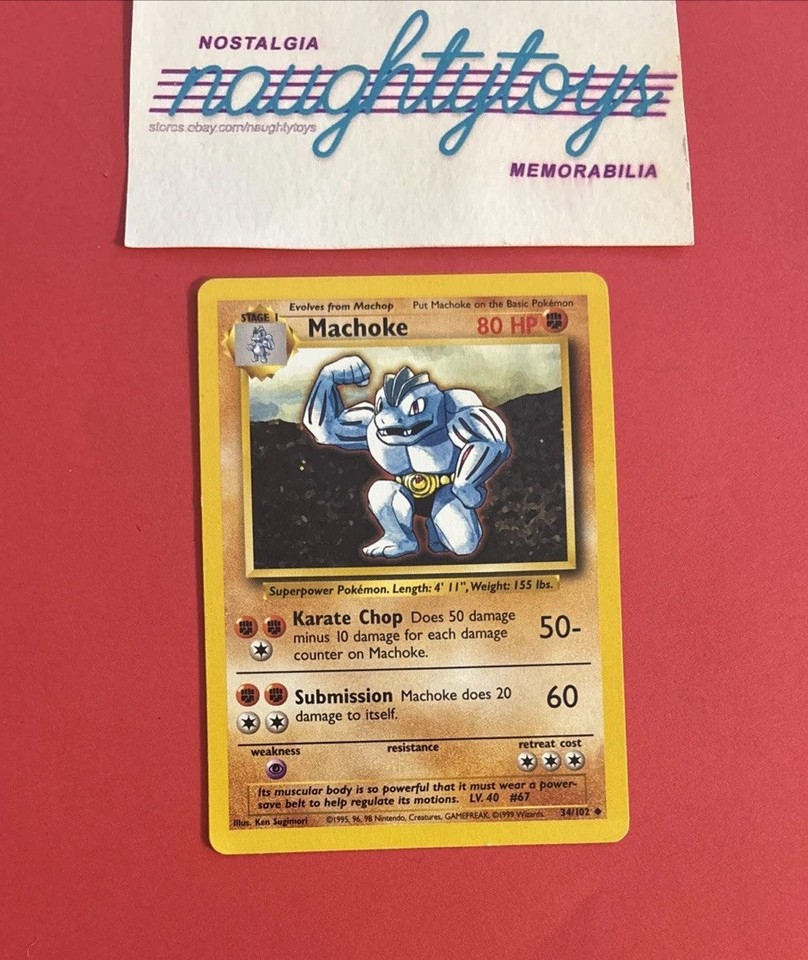 NOSTALGIA
naughtytoys
stores.ebay.com/naughtytoys
MEMORABILIA
Evolves from Machop Put Machoke on the Basic Pokémon
STAGE 1
Machoke 80 HP
Superpower Pokémon. Length: 4' 11", Weight: 155 lbs.
Karate Chop Does 50 damage
minus 10 damage for each damage
counter on Machoke.
50-
Submission Machoke does 20
damage to itself.
60
weakness resistance retreat cost
Its muscular body is so powerful that it must wear a power-
save belt to help regulate its motions. LV. 40 #67
Illus. Ken Sugimori ©1995, 96, 98 Nintendo, Creatures, GAMEFREAK. ©1999 Wizards. 34/102